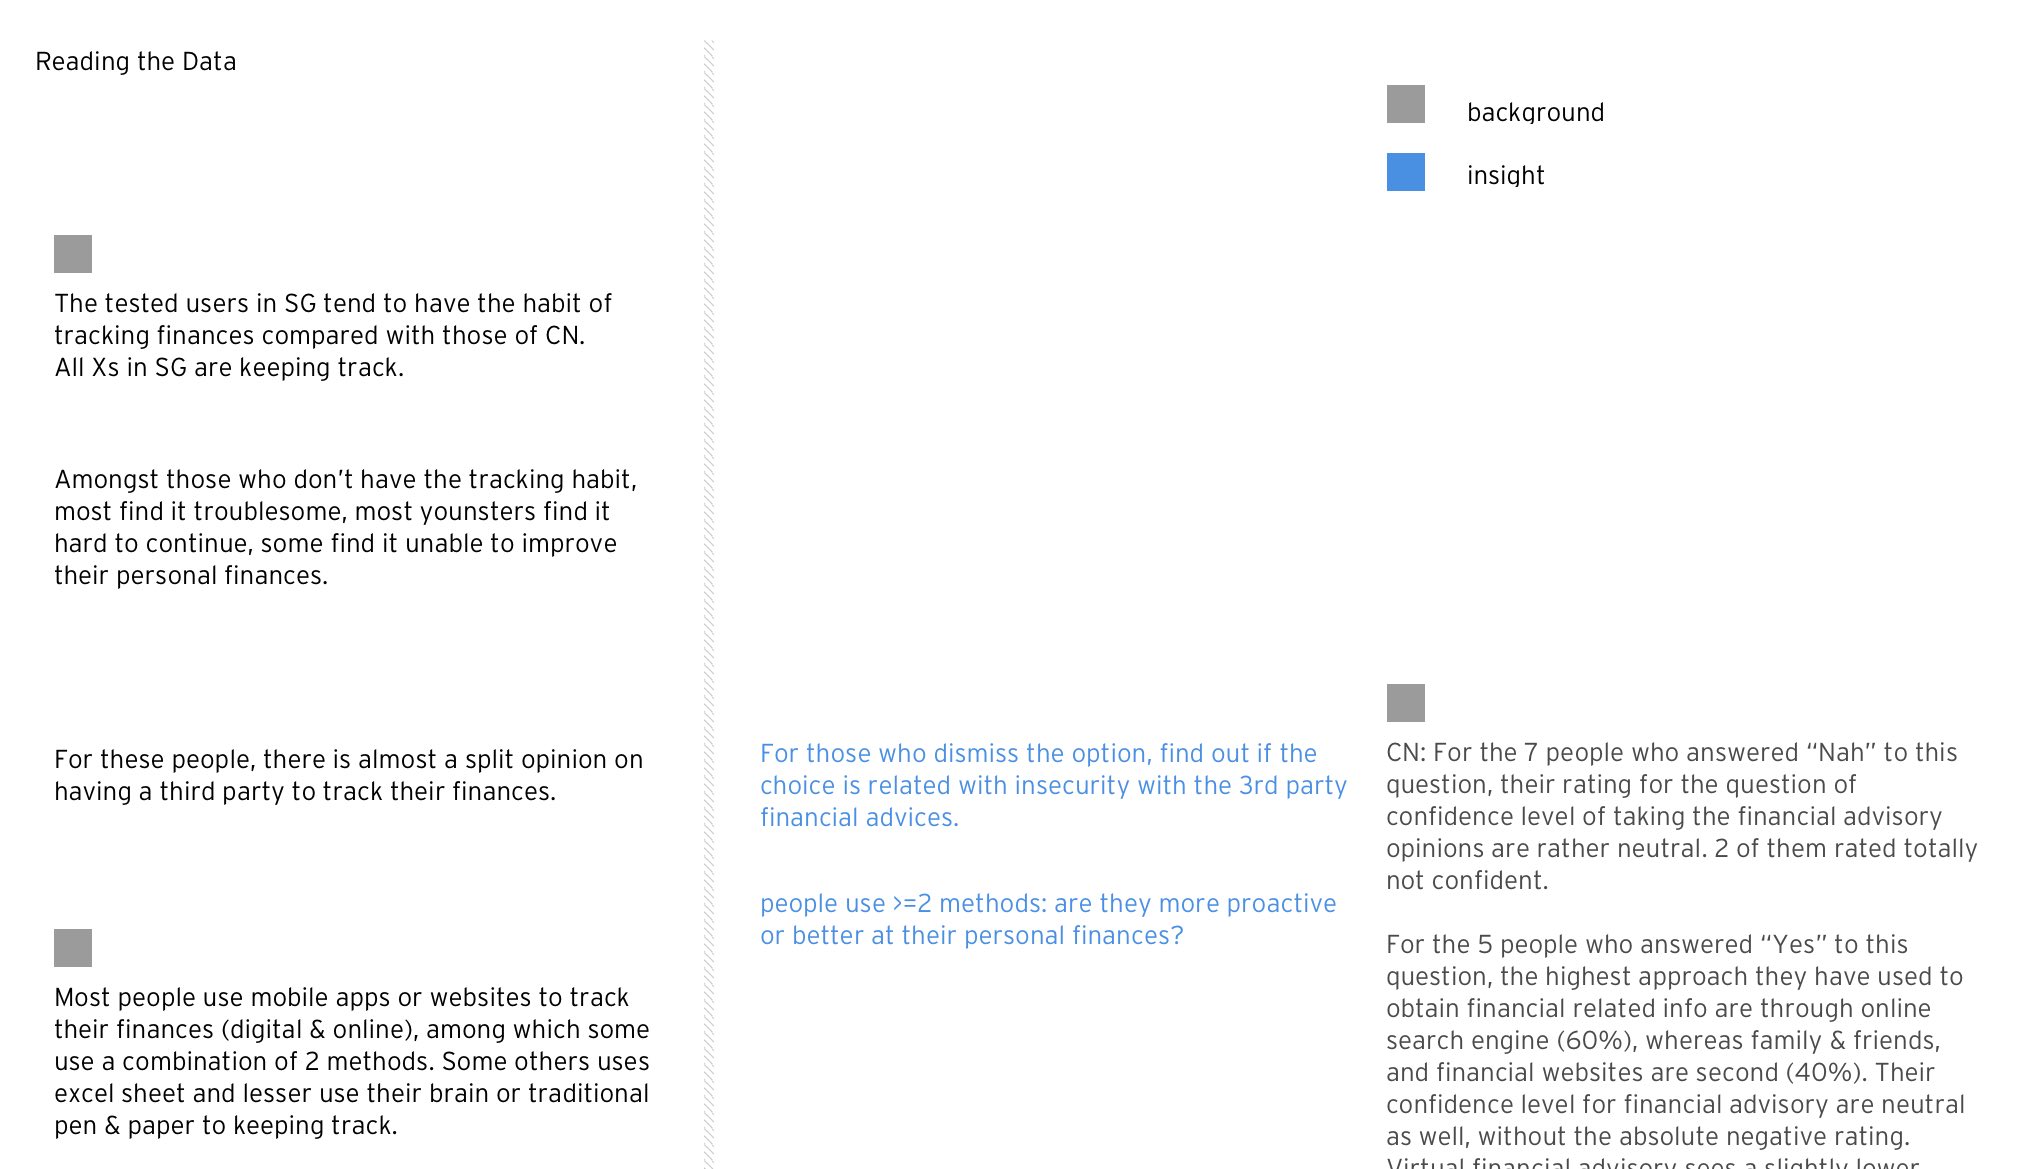 Reading the Data
background
insight
The tested users in SG tend to have the habit of
tracking finances compared with those of CN.
All Xs in SG are keeping track.
Amongst those who don't have the tracking habit,
most find it troublesome, most younsters find it
hard to continue, some find it unable to improve
their personal finances.
For these people, there is almost a split opinion on
having a third party to track their finances.
Most people use mobile apps or websites to track
their finances (digital & online), among which some
use a combination of 2 methods. Some others uses
excel sheet and lesser use their brain or traditional
pen & paper to keeping track.
For those who dismiss the option, find out if the
choice is related with insecurity with the 3rd party
financial advices.
people use >=2 methods: are they more proactive
or better at their personal finances?
CN: For the 7 people who answered “Nah” to this
question, their rating for the question of
confidence level of taking the financial advisory
opinions are rather neutral. 2 of them rated totally
not confident.
For the 5 people who answered “Yes” to this
question, the highest approach they have used to
obtain financial related info are through online
search engine (60%), whereas family & friends,
and financial websites are second (40%). Their
confidence level for financial advisory are neutral
as well, without the absolute negative rating.
Virtual financial advisory sees a slightly lower